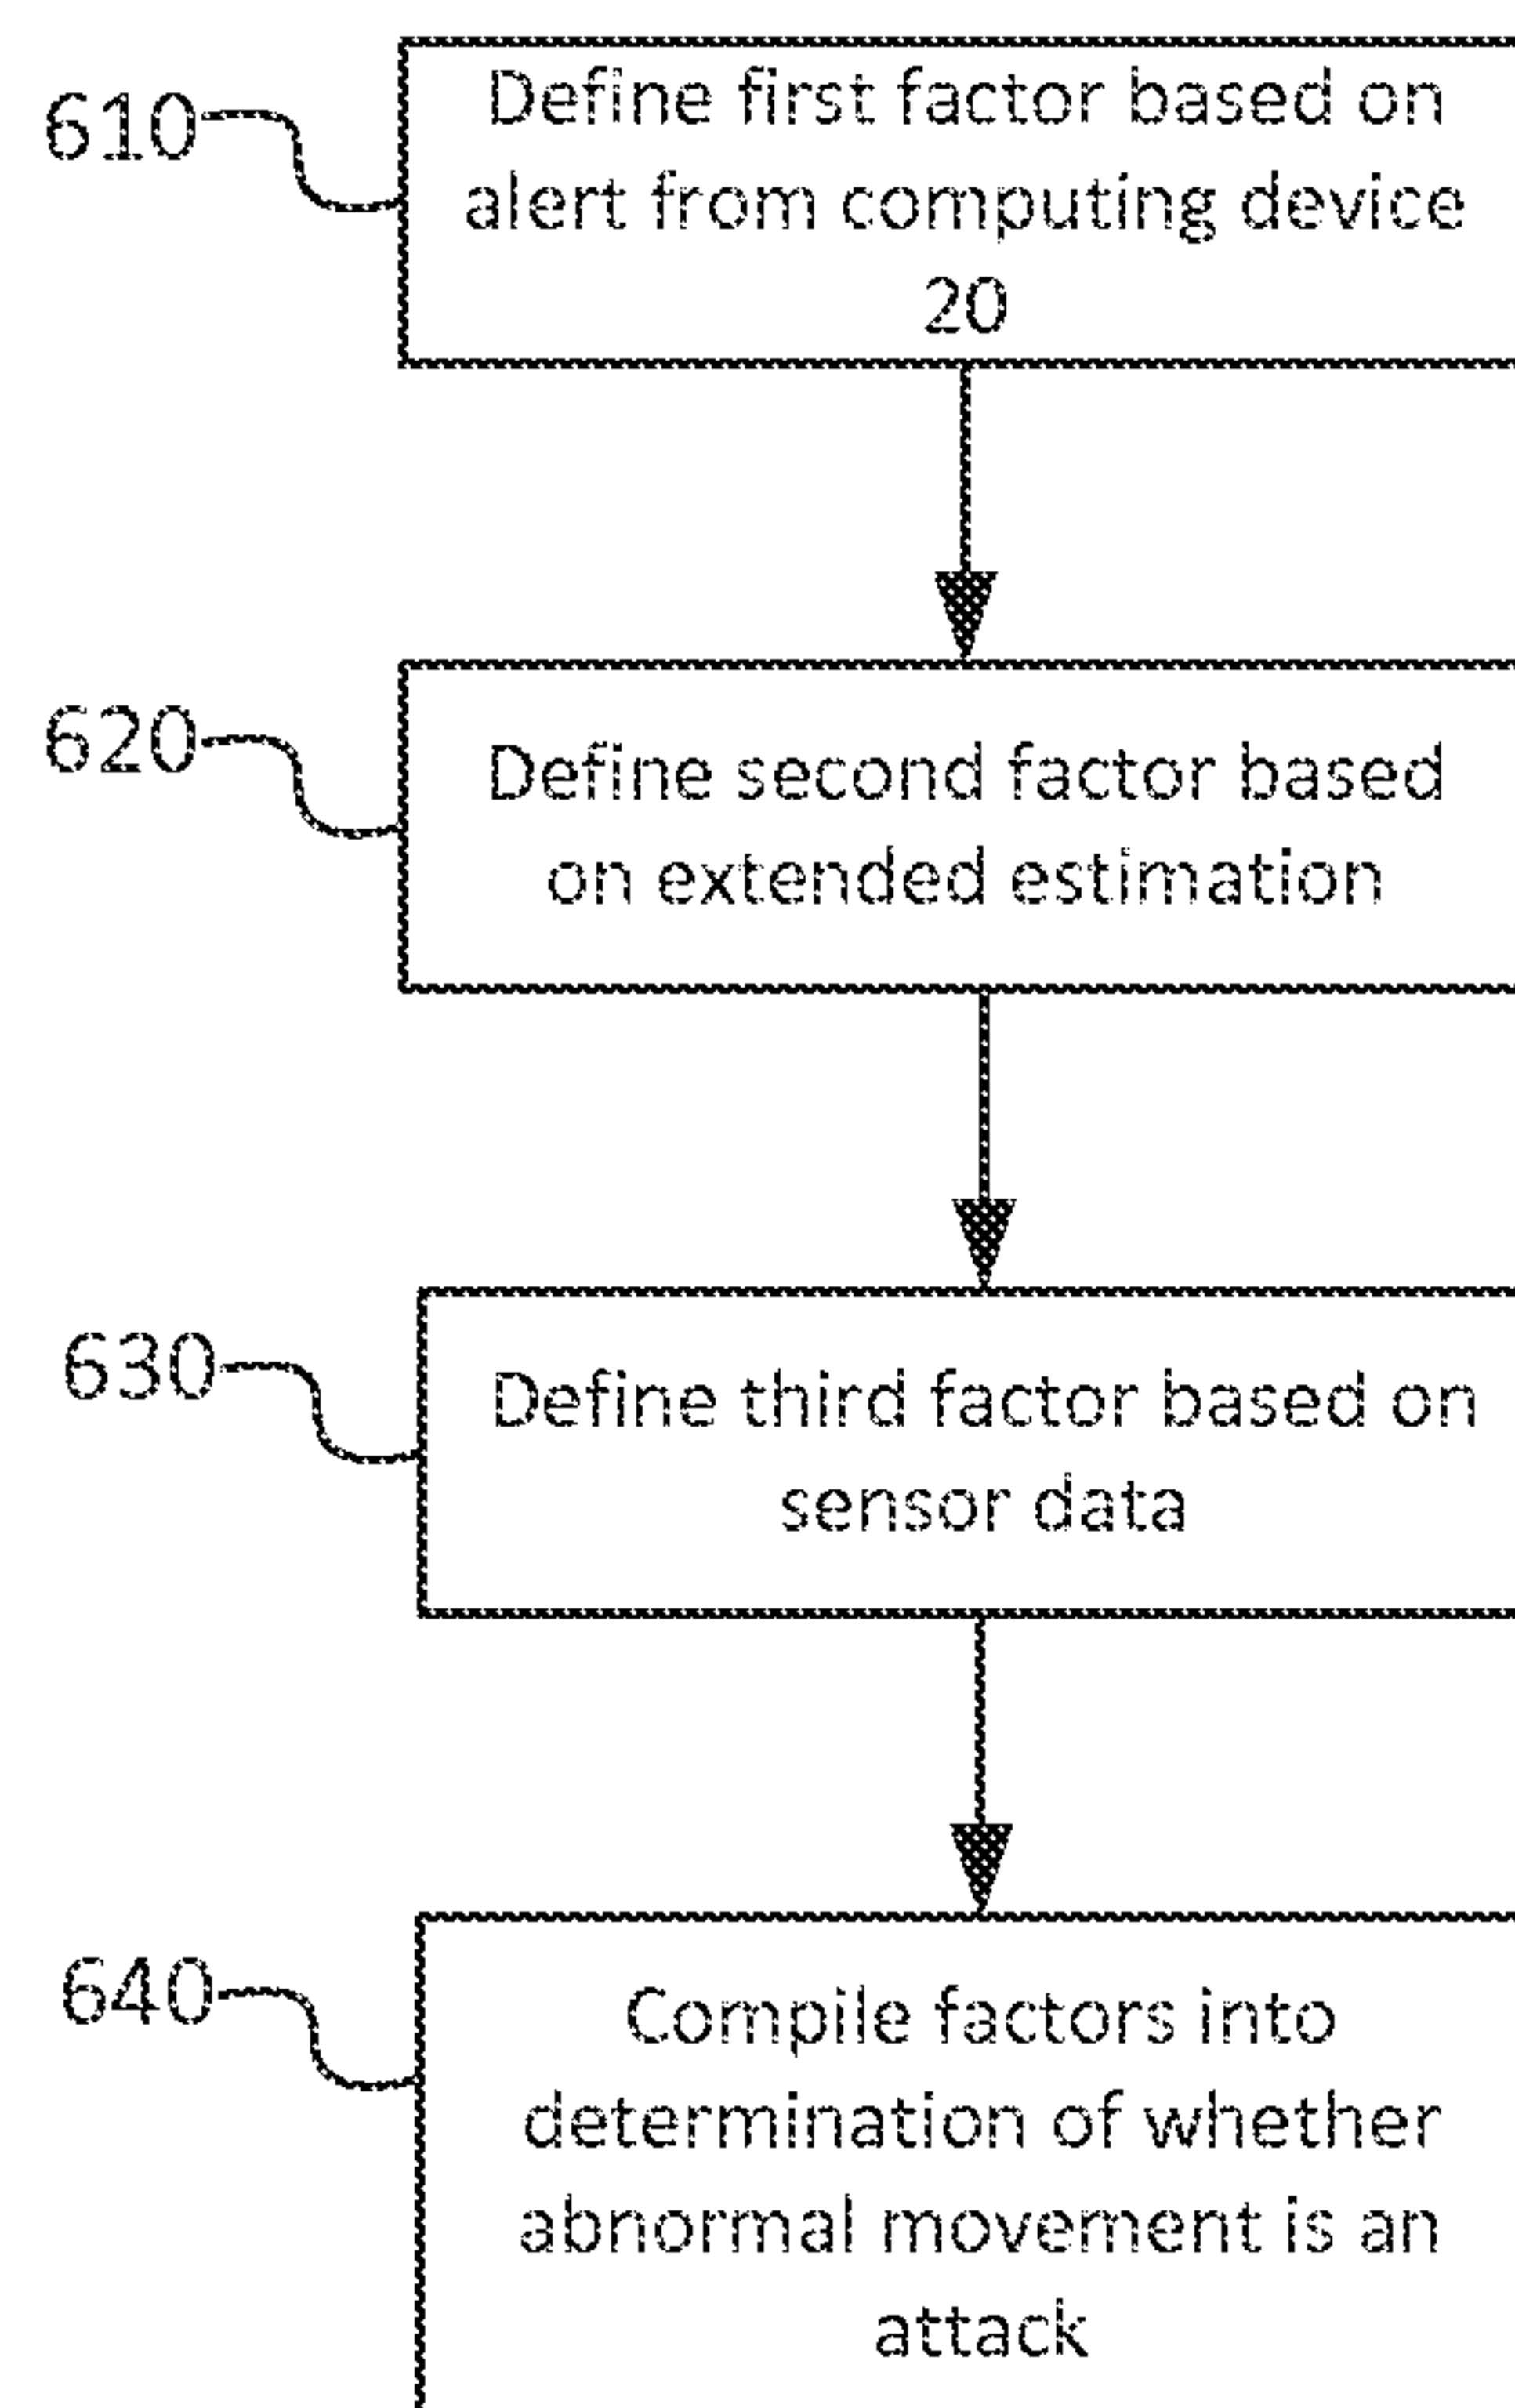 610
Define first factor based on
alert from computing device
20
620
Define second factor based
on extended estimation
630
Define third factor based on
sensor data
640
Compile factors into
determination of whether
abnormal movement is an
attack